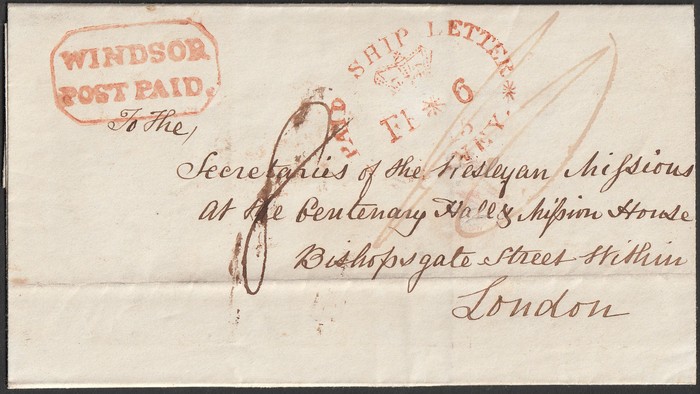 WINDSOR
POST PAID.
PAID SHIP LETTER
FE * 6
To the,
Secretaries of the Wesleyan Missions
At the Centenary Hall & Mission House
Bishopsgate Street Within
London
8